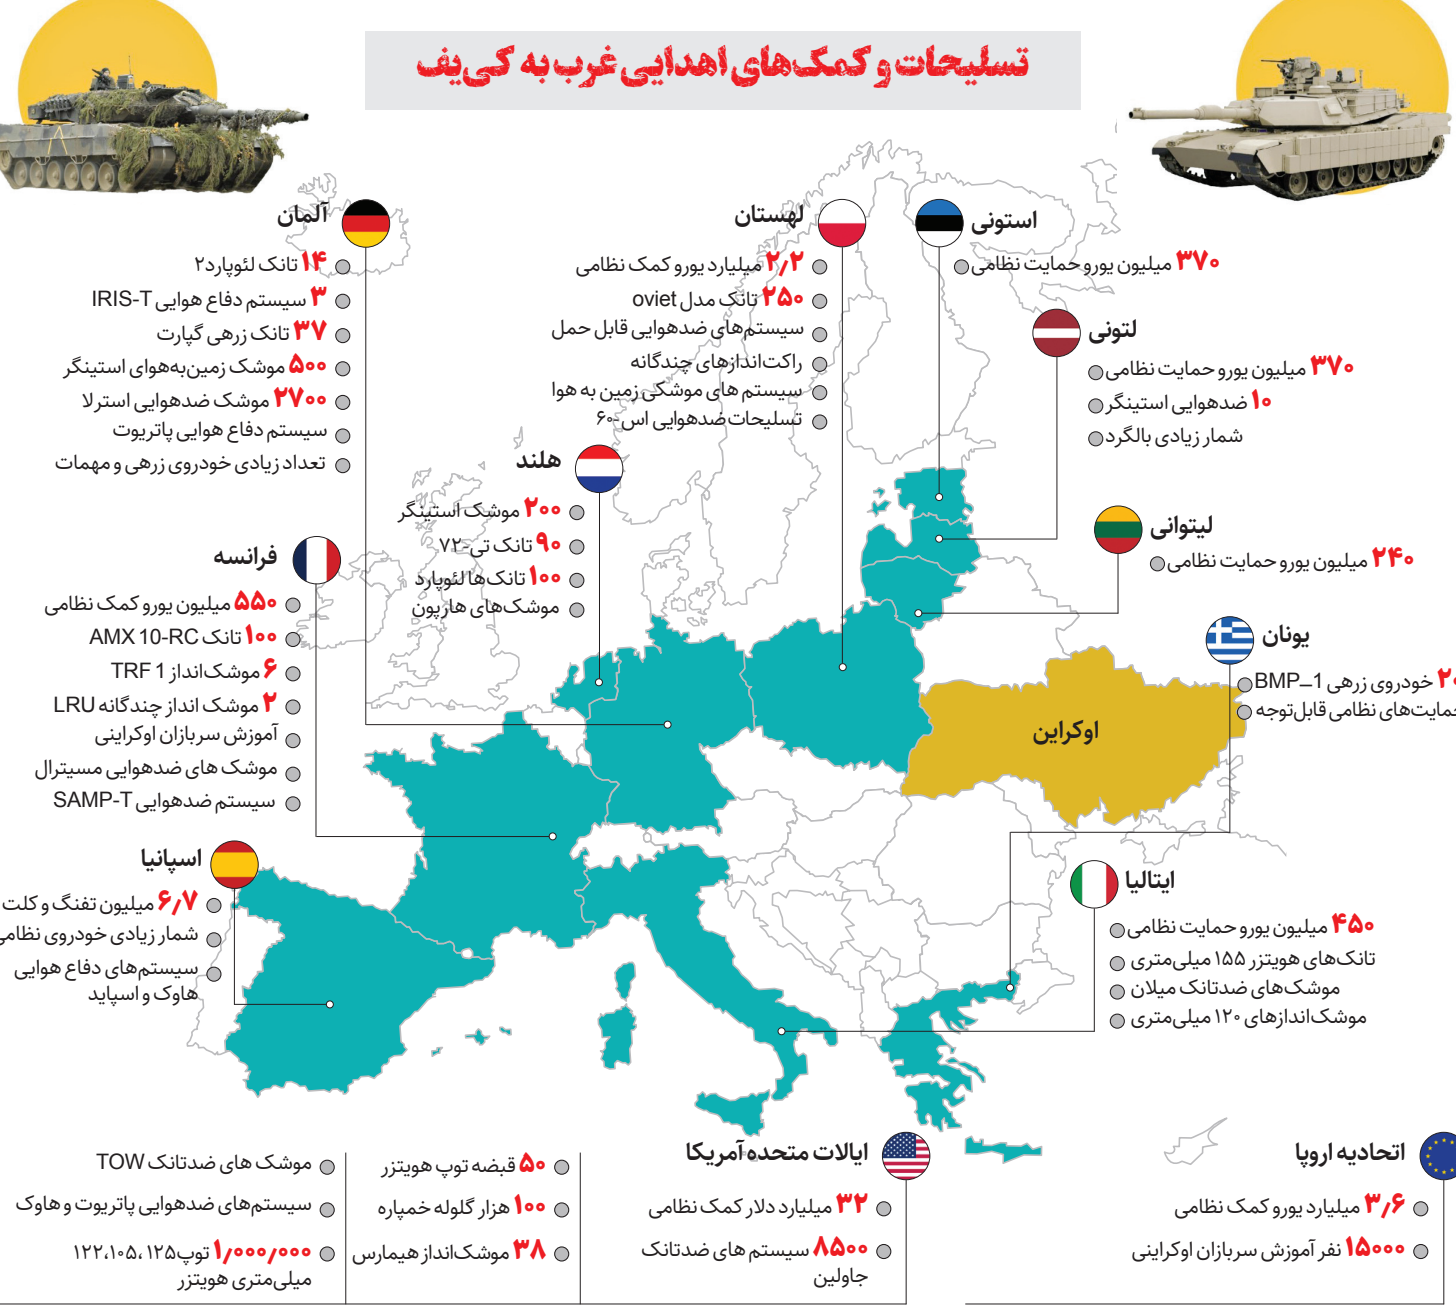 تسلیحات و کمک‌های اهدایی غرب به کی‌یف
استونی
۳۷۰ میلیون یورو حمایت نظامی
لهستان
۲٫۲ میلیارد یورو کمک نظامی
۲۵۰ تانک مدل oviet
سیستم‌های ضدهوایی قابل حمل
راکت‌اندازهای چندگانه
سیستم های موشکی زمین به هوا
تسلیحات ضدهوایی اس-۶۰
آلمان
۱۴ تانک لئوپارد۲
۳ سیستم دفاع هوایی IRIS-T
۳۷ تانک زرهی گپارت
۵۰۰ موشک زمین‌به‌هوای استینگر
۲۷۰۰ موشک ضدهوایی استرلا
سیستم دفاع هوایی پاتریوت
تعداد زیادی خودروی زرهی و مهمات
لتونی
۳۷۰ میلیون یورو حمایت نظامی
۱۰ ضدهوایی استینگر
شمار زیادی بالگرد
هلند
۲۰۰ موشک استینگر
۹۰ تانک تی-۷۲
۱۰۰ تانک‌ها لئوپارد
موشک‌های هارپون
لیتوانی
۲۴۰ میلیون یورو حمایت نظامی
فرانسه
۵۵۰ میلیون یورو کمک نظامی
۱۰۰ تانک AMX 10-RC
۶ موشک‌انداز TRF 1
۲ موشک انداز چندگانه LRU
آموزش سربازان اوکراینی
موشک های ضدهوایی مسیترال
سیستم ضدهوایی SAMP-T
یونان
خودروی زرهی BMP_1
حمایت‌های نظامی قابل‌توجه
اوکراین
اسپانیا
۶٫۷ میلیون تفنگ و کلت
شمار زیادی خودروی نظامی
سیستم‌های دفاع هوایی
هاوک و اسپاید
ایتالیا
۴۵۰ میلیون یورو حمایت نظامی
تانک‌های هویتزر ۱۵۵ میلی‌متری
موشک‌های ضدتانک میلان
موشک‌اندازهای ۱۲۰ میلی‌متری
اتحادیه اروپا
۳٫۶ میلیارد یورو کمک نظامی
۱۵۰۰۰ نفر آموزش سربازان اوکراینی
ایالات متحده آمریکا
۳۲ میلیارد دلار کمک نظامی
۸۵۰۰ سیستم های ضدتانک
جاولین
۵۰ قبضه توپ هویتزر
۱۰۰ هزار گلوله خمپاره
۳۸ موشک‌انداز هیمارس
موشک های ضدتانک TOW
سیستم‌های ضدهوایی پاتریوت و هاوک
۱٫۰۰۰٫۰۰۰ توپ ۱۲۵، ۱۰۵، ۱۲۲
میلی‌متری هویتزر